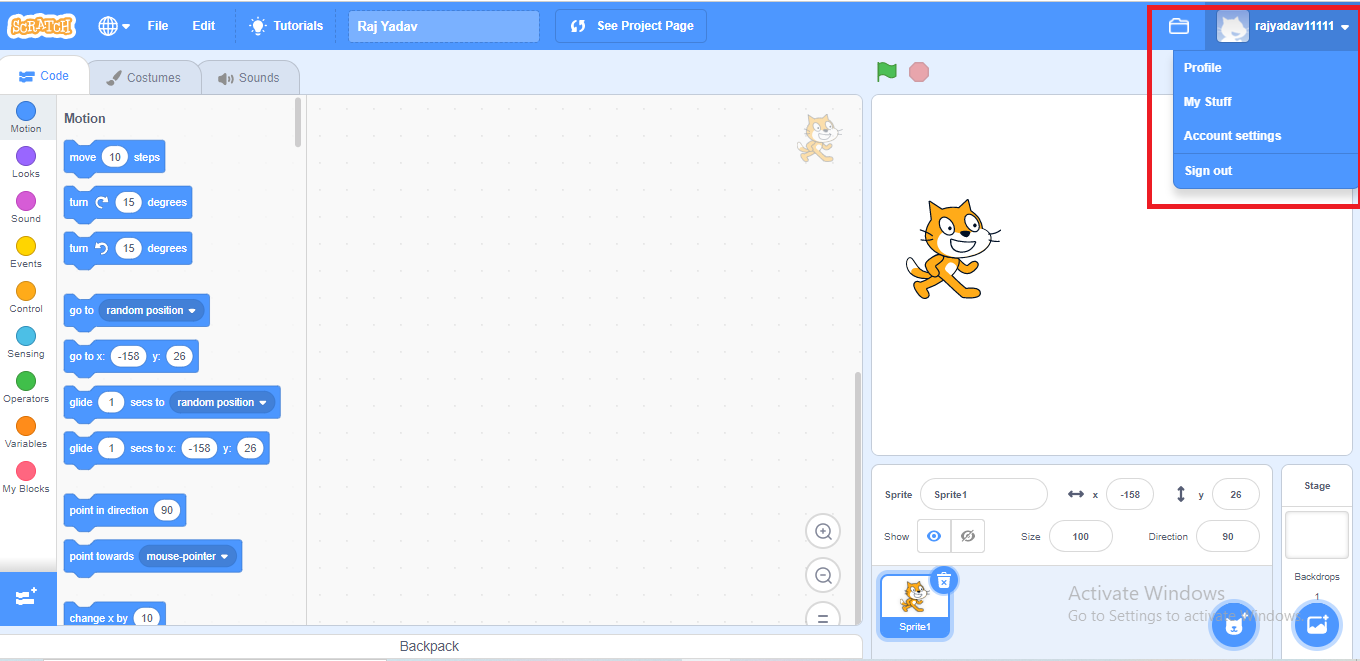 SCRATCH File Edit Tutorials Raj Yadav See Project Page rajyadav11111
Profile
My Stuff
Account settings
Sign out
Code Costumes Sounds
Motion
Looks
Sound
Events
Control
Sensing
Operators
Variables
My Blocks
Motion
move 10 steps
turn 15 degrees
turn 15 degrees
go to random position
go to x: -158 y: 26
glide 1 secs to random position
glide 1 secs to x: -158 y: 26
point in direction 90
point towards mouse-pointer
change x by 10
Backpack
Sprite Sprite1 x -158 y 26
Show Size 100 Direction 90
Sprite1
Stage
Backdrops
1
Activate Windows
Go to Settings to activate Windows.